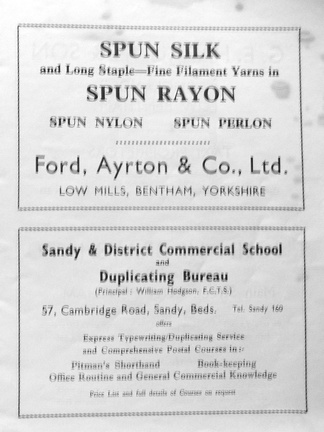 SPUN SILK
and Long Staple—Fine Filament Yarns in
SPUN RAYON
SPUN NYLON SPUN PERLON
Ford, Ayrton & Co., Ltd.
LOW MILLS, BENTHAM, YORKSHIRE
Sandy & District Commercial School
and
Duplicating Bureau
(Principal: William Hodgson, F.C.T.S.)
57, Cambridge Road, Sandy, Beds. Tel. Sandy 160
offers
Express Typewriting/Duplicating Service
and Comprehensive Postal Courses in:-
Pitman's Shorthand Book-keeping
Office Routine and General Commercial Knowledge
Price List and full details of Courses on request